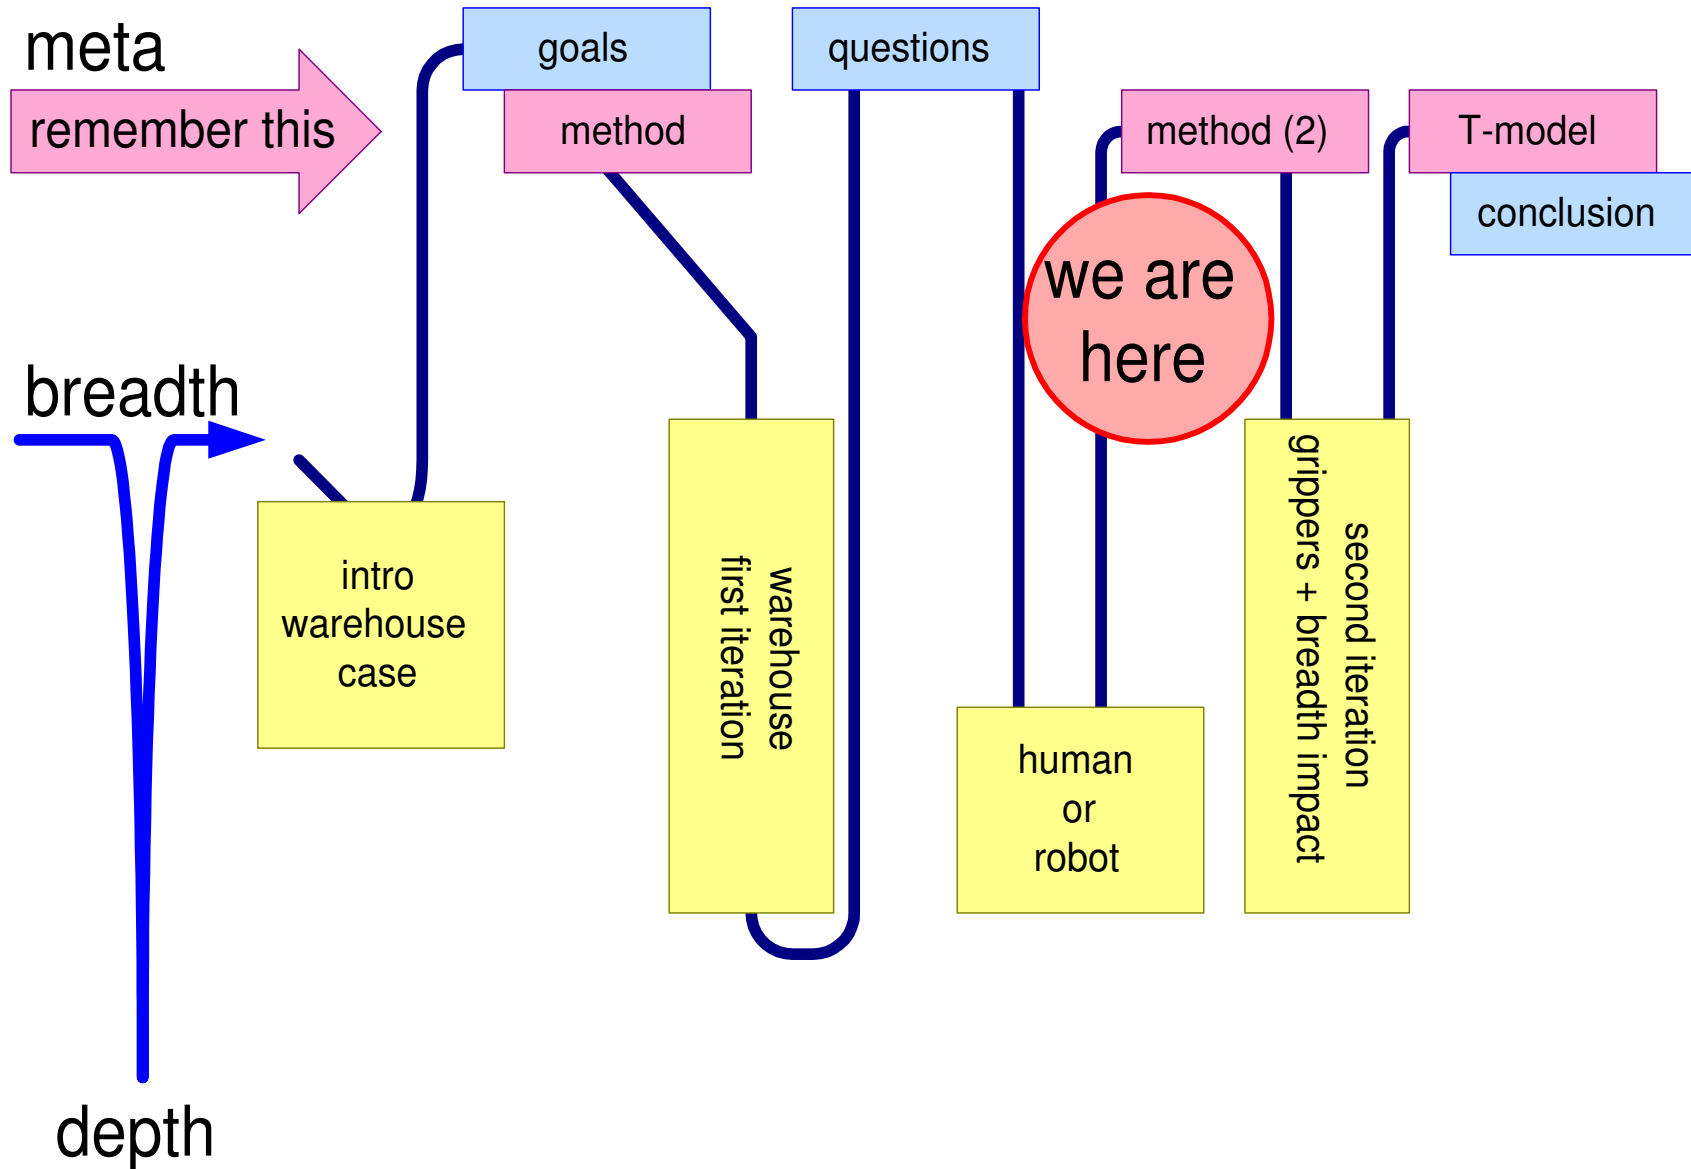 meta
remember this
goals
method
questions
method (2)
T-model
conclusion
we are
here
breadth
depth
intro
warehouse
case
warehouse
first iteration
human
or
robot
second iteration
grippers + breadth impact